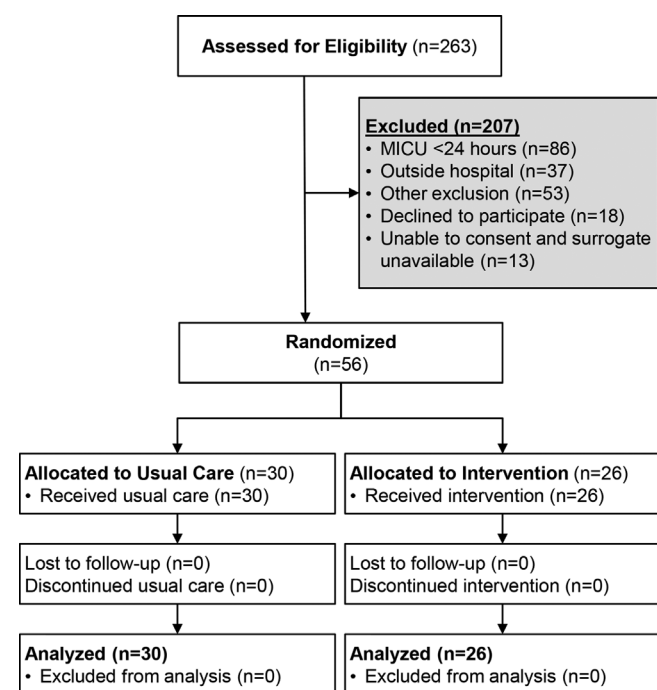 Assessed for Eligibility (n=263)
Excluded (n=207)
• MICU <24 hours (n=86)
• Outside hospital (n=37)
• Other exclusion (n=53)
• Declined to participate (n=18)
• Unable to consent and surrogate
unavailable (n=13)
Randomized
(n=56)
Allocated to Usual Care (n=30)
• Received usual care (n=30)
Allocated to Intervention (n=26)
• Received intervention (n=26)
Lost to follow-up (n=0)
Discontinued usual care (n=0)
Lost to follow-up (n=0)
Discontinued intervention (n=0)
Analyzed (n=30)
• Excluded from analysis (n=0)
Analyzed (n=26)
• Excluded from analysis (n=0)